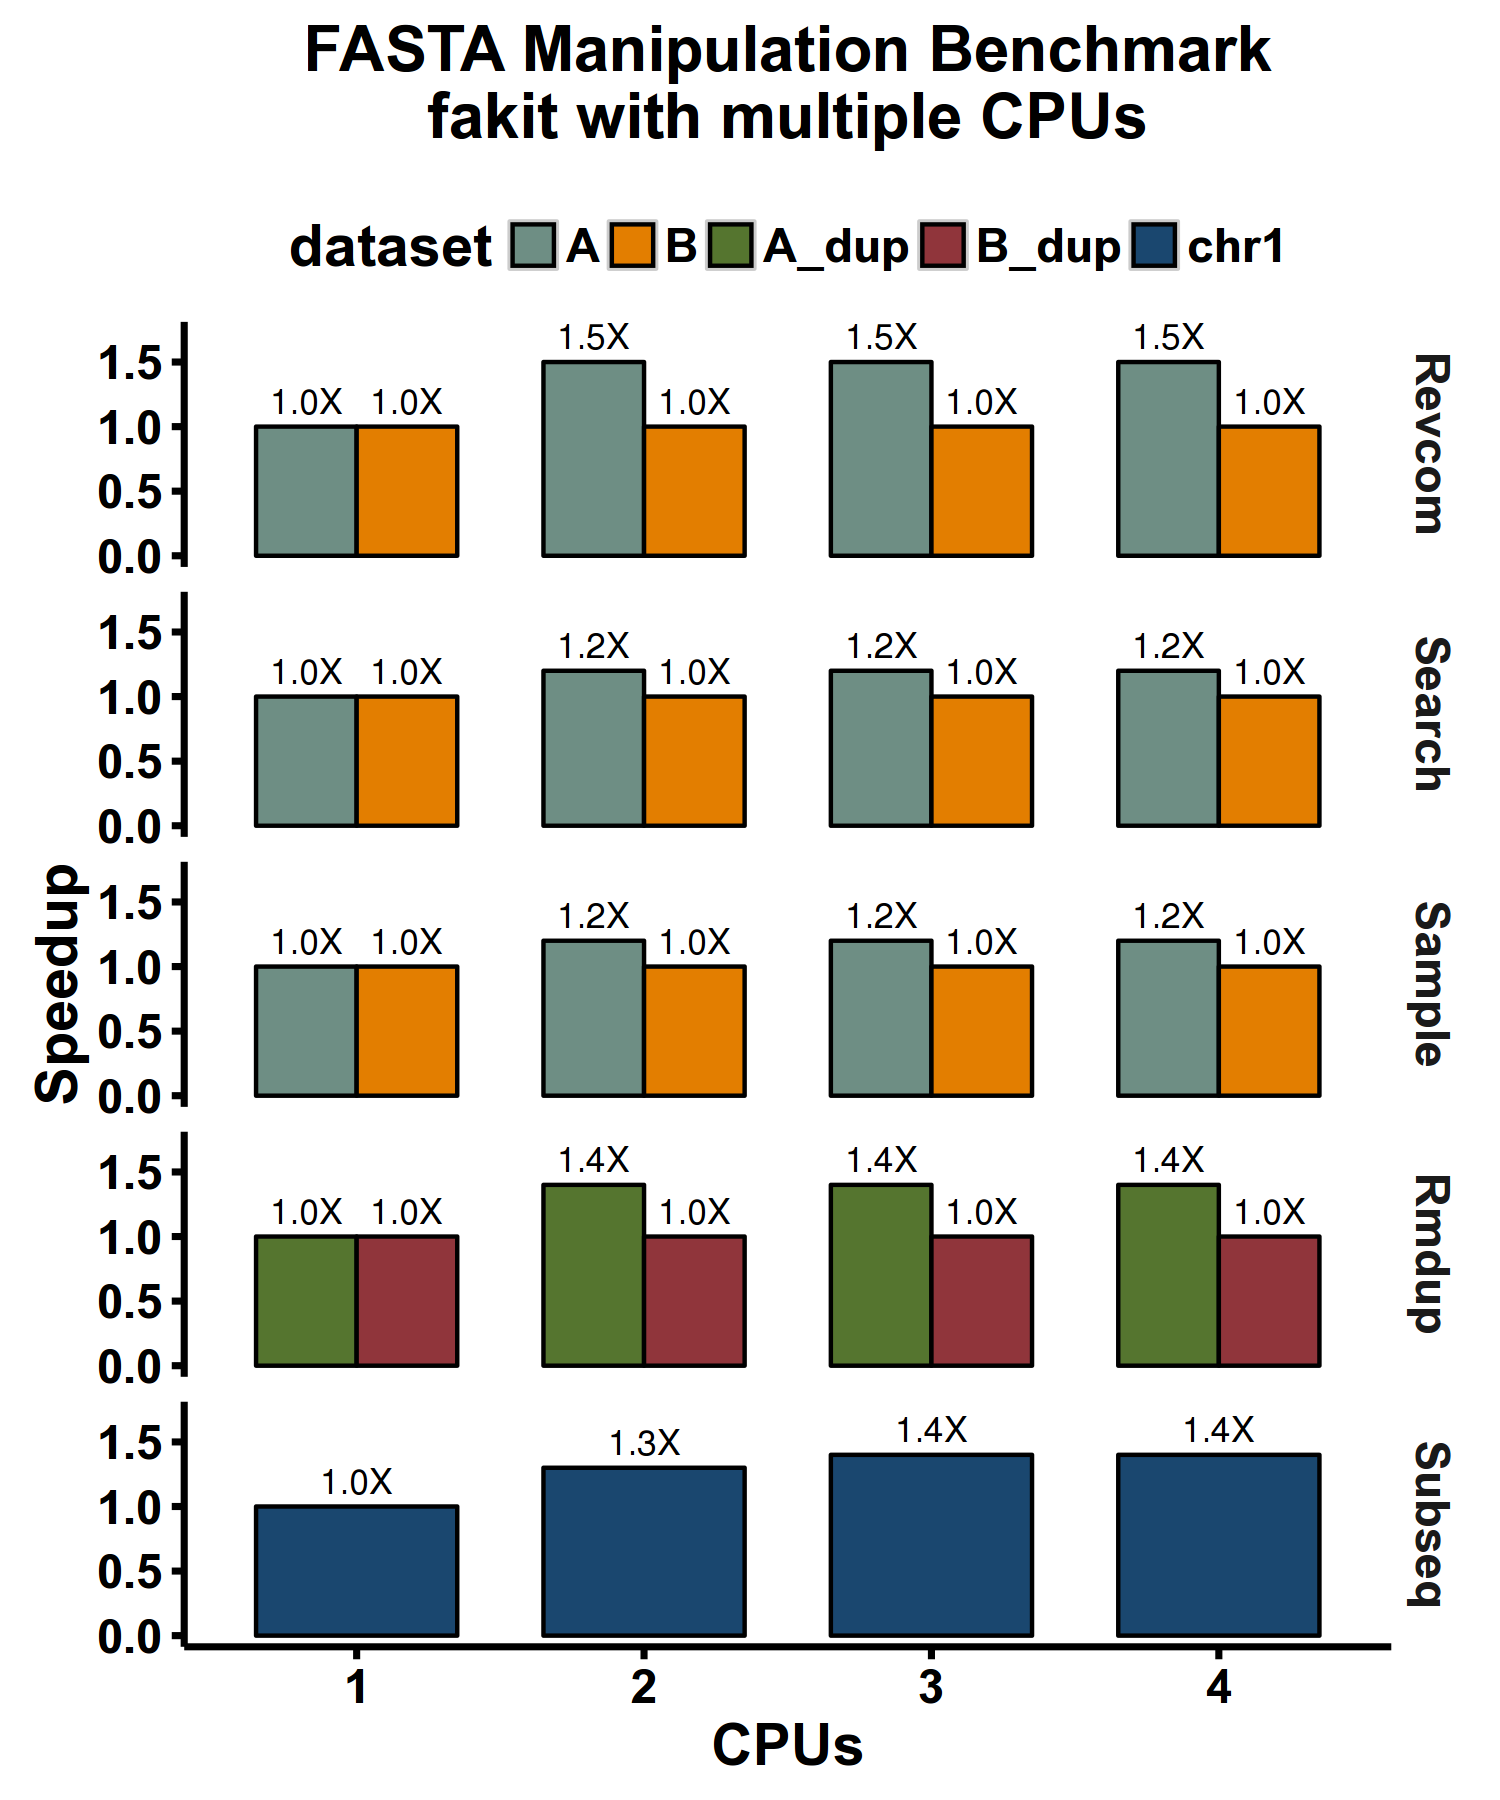 FASTA Manipulation Benchmark
fakit with multiple CPUs
dataset A B A_dup B_dup chr1
Speedup
1.5
1.0
0.5
0.0
1.0X 1.0X 1.5X 1.0X 1.5X 1.0X 1.5X 1.0X
Revcom
1.5
1.0
0.5
0.0
1.0X 1.0X 1.2X 1.0X 1.2X 1.0X 1.2X 1.0X
Search
1.5
1.0
0.5
0.0
1.0X 1.0X 1.2X 1.0X 1.2X 1.0X 1.2X 1.0X
Sample
1.5
1.0
0.5
0.0
1.0X 1.0X 1.4X 1.0X 1.4X 1.0X 1.4X 1.0X
Rmdup
1.5
1.0
0.5
0.0
1.0X 1.3X 1.4X 1.4X
Subseq
1 2 3 4
CPUs